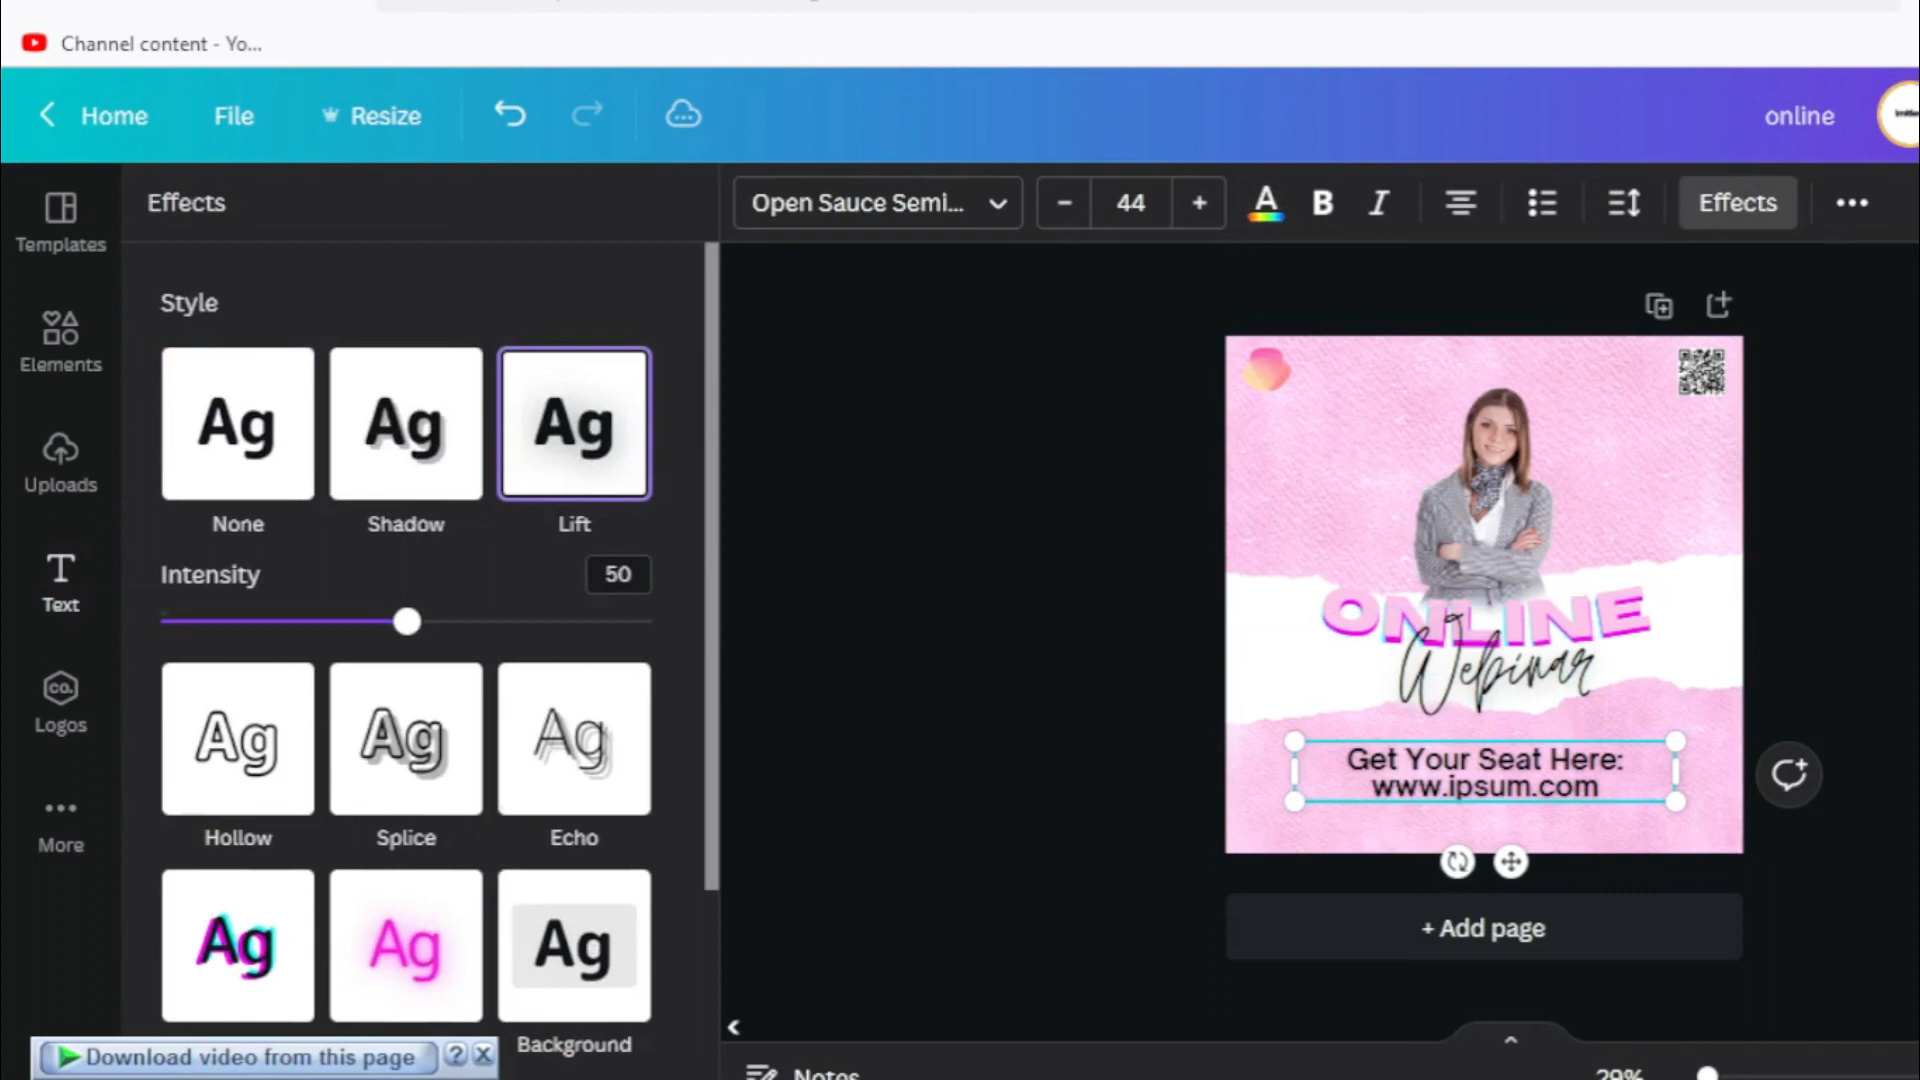 Channel content - Yo...
Home
File
Resize
online
Effects
Open Sauce Semi...
– 44 +
A B I
Effects
Templates
Elements
Uploads
Text
Logos
More
Style
Ag
Ag
Ag
None
Shadow
Lift
Intensity
50
Ag
Ag
Ag
Hollow
Splice
Echo
Ag
Ag
Ag
Background
CO.
ONLINE
Webinar
Get Your Seat Here:
www.ipsum.com
+ Add page
Download video from this page
?
X
Notes
29%